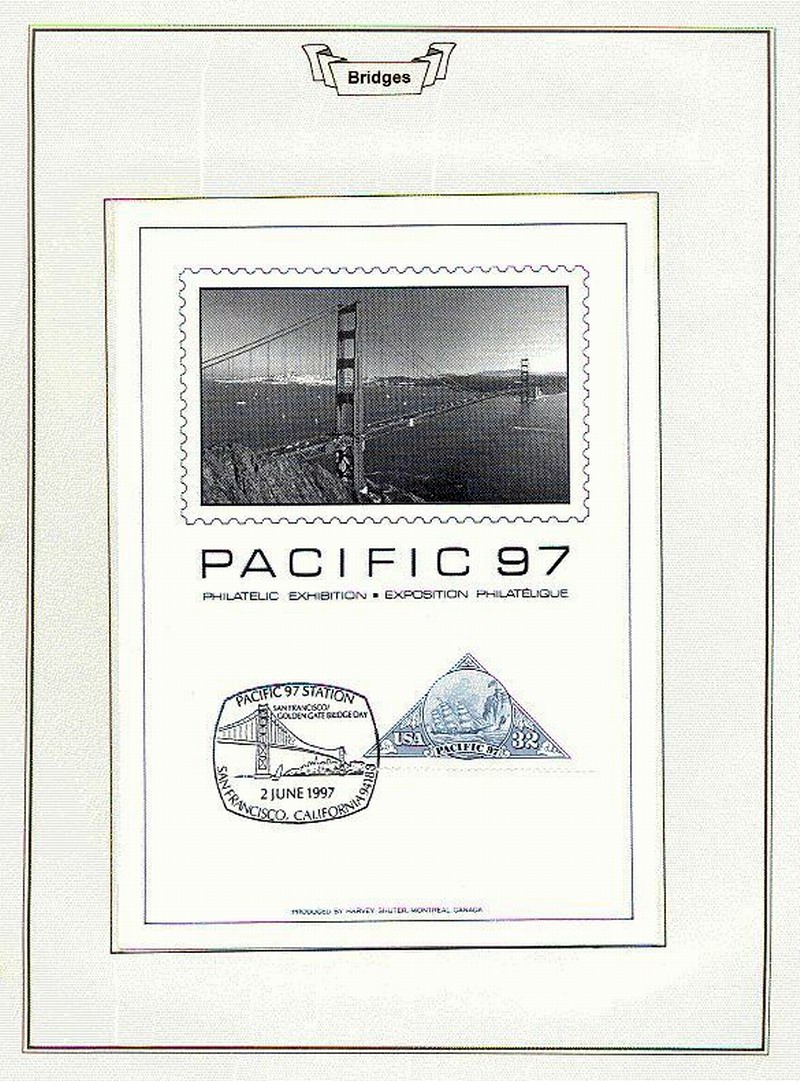 Bridges
PACIFIC 97
PHILATELIC EXHIBITION ▪ EXPOSITION PHILATÉLIQUE
PACIFIC 97 STATION
SAN FRANCISCO/
GOLDEN GATE BRIDGE DAY
2 JUNE 1997
SAN FRANCISCO, CALIFORNIA 94183
USA
PACIFIC 97
32
PRODUCED BY HARVEY SHUTER, MONTREAL CANADA